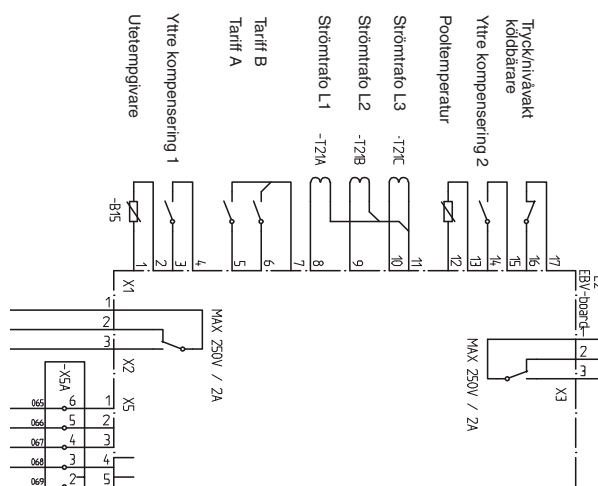 Utetempgivare
Yttre kompensering 1
Tariff A
Tariff B
Strömtrafo L1
Strömtrafo L2
Strömtrafo L3
Pooltemperatur
Yttre kompensering 2
Tryck/nivåvakt
köldbärare
-T21A
-T21B
-T21C
-B15
1 2 3 4 5 6 7 8 9 10 11 12 13 14 15 16 17
X1
EBV-board
1
2
3
MAX 250V / 2A
X2
1
2
3
MAX 250V / 2A
X3
-X5A
X5
065 6 1
066 5 2
067 4 3
068 3 4
069 2 5